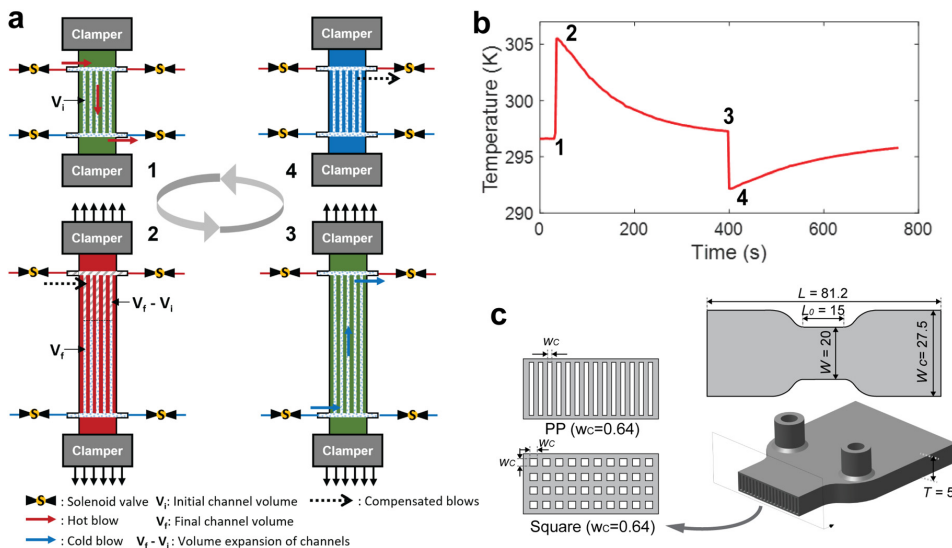 a
Clamper
Clamper
S
S
S
S
Vi
S
S
S
S
Clamper
Clamper
1
4
2
3
Clamper
Clamper
S
S
S
S
Vf - Vi
Vf
S
S
S
S
Clamper
Clamper
S : Solenoid valve Vi: Initial channel volume : Compensated blows
: Hot blow Vf: Final channel volume
: Cold blow Vf - Vi : Volume expansion of channels
b
Temperature (K)
305
300
295
290
0
200
400
600
800
Time (s)
1
2
3
4
c
wC
PP (wC=0.64)
wC
wC
Square (wC=0.64)
L = 81.2
L0 = 15
W = 20
W c= 27.5
T = 5